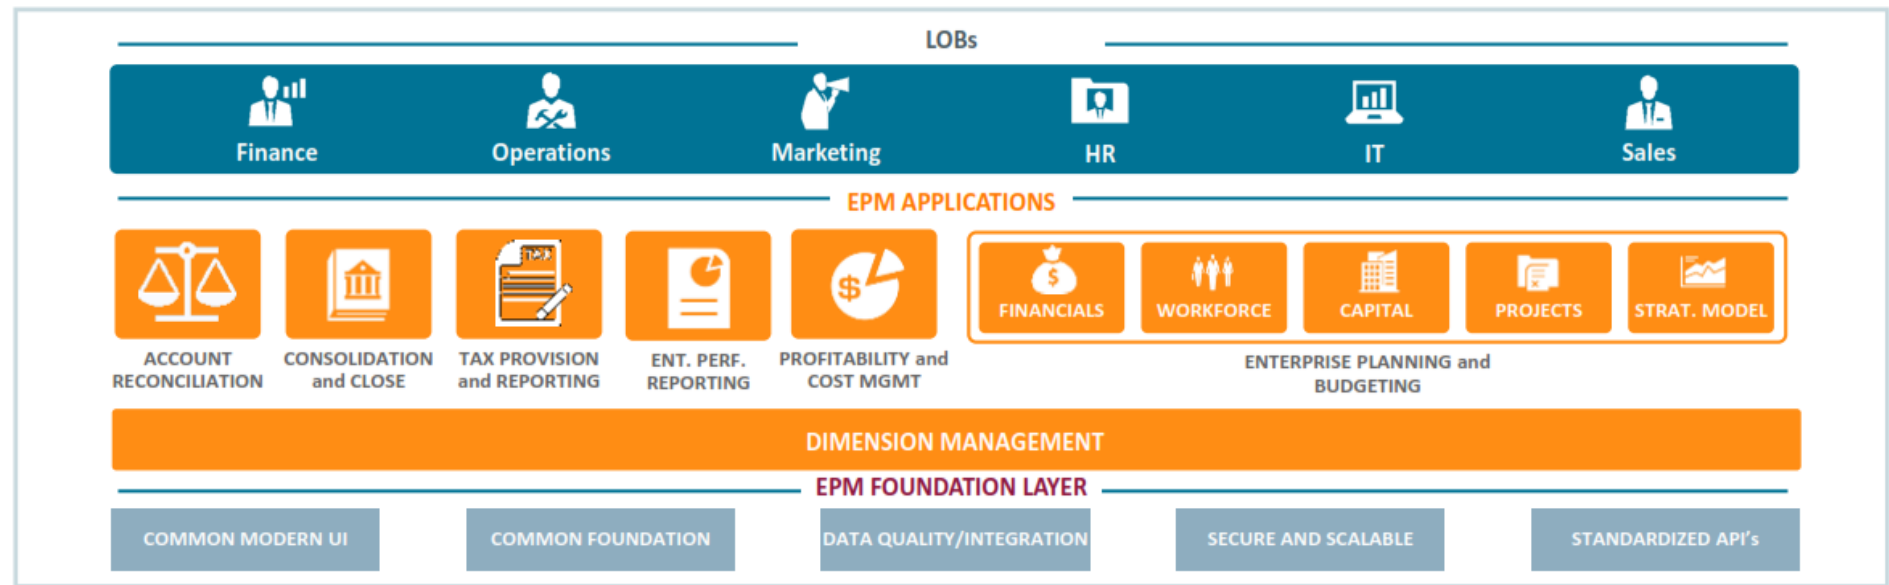 LOBs
Finance
Operations
Marketing
HR
IT
Sales
EPM APPLICATIONS
ACCOUNT
RECONCILIATION
CONSOLIDATION
and CLOSE
TAX PROVISION
and REPORTING
ENT. PERF.
REPORTING
PROFITABILITY and
COST MGMT
FINANCIALS
WORKFORCE
CAPITAL
PROJECTS
STRAT. MODEL
ENTERPRISE PLANNING and
BUDGETING
DIMENSION MANAGEMENT
EPM FOUNDATION LAYER
COMMON MODERN UI
COMMON FOUNDATION
DATA QUALITY/INTEGRATION
SECURE AND SCALABLE
STANDARDIZED API's